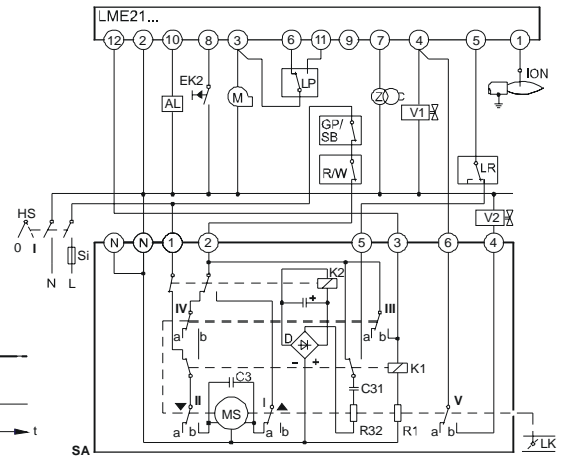 LME21...
12 2 10 8 3 6 11 9 7 4 5 1
EK2
LP
ION
AL
M
Z
V1
GP/
SB
R/W
LR
HS
0 I
Si
V2
N L
N N 1 2 5 3 6 4
K2
IV
III
a b
+
a b
D
- +
K1
C3
C31
II
I
V
MS
a b
a b
R32
R1
a b
t
SA
LK